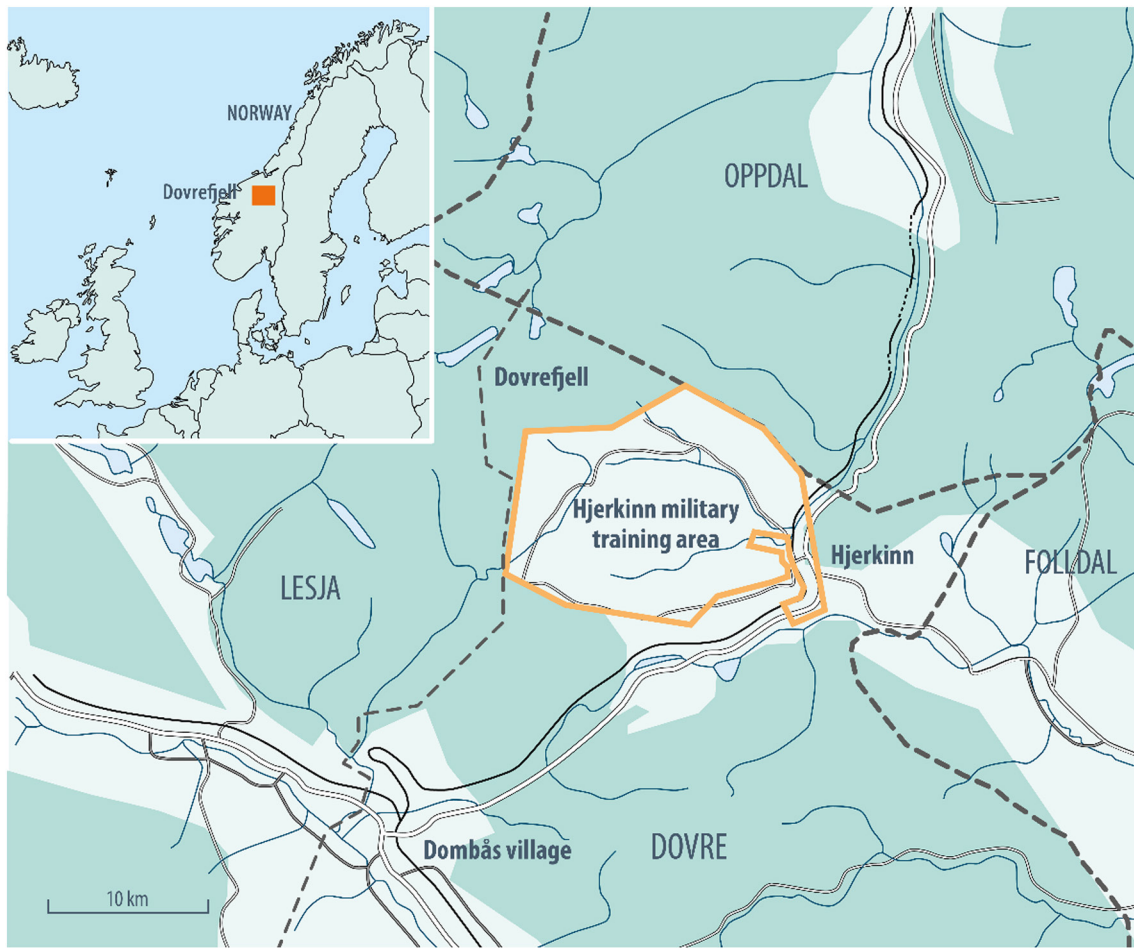 NORWAY
Dovrefjell
OPPDAL
Dovrefjell
Hjerkinn military
training area
Hjerkinn
FOLLDAL
LESJA
Dombås village
DOVRE
10 km